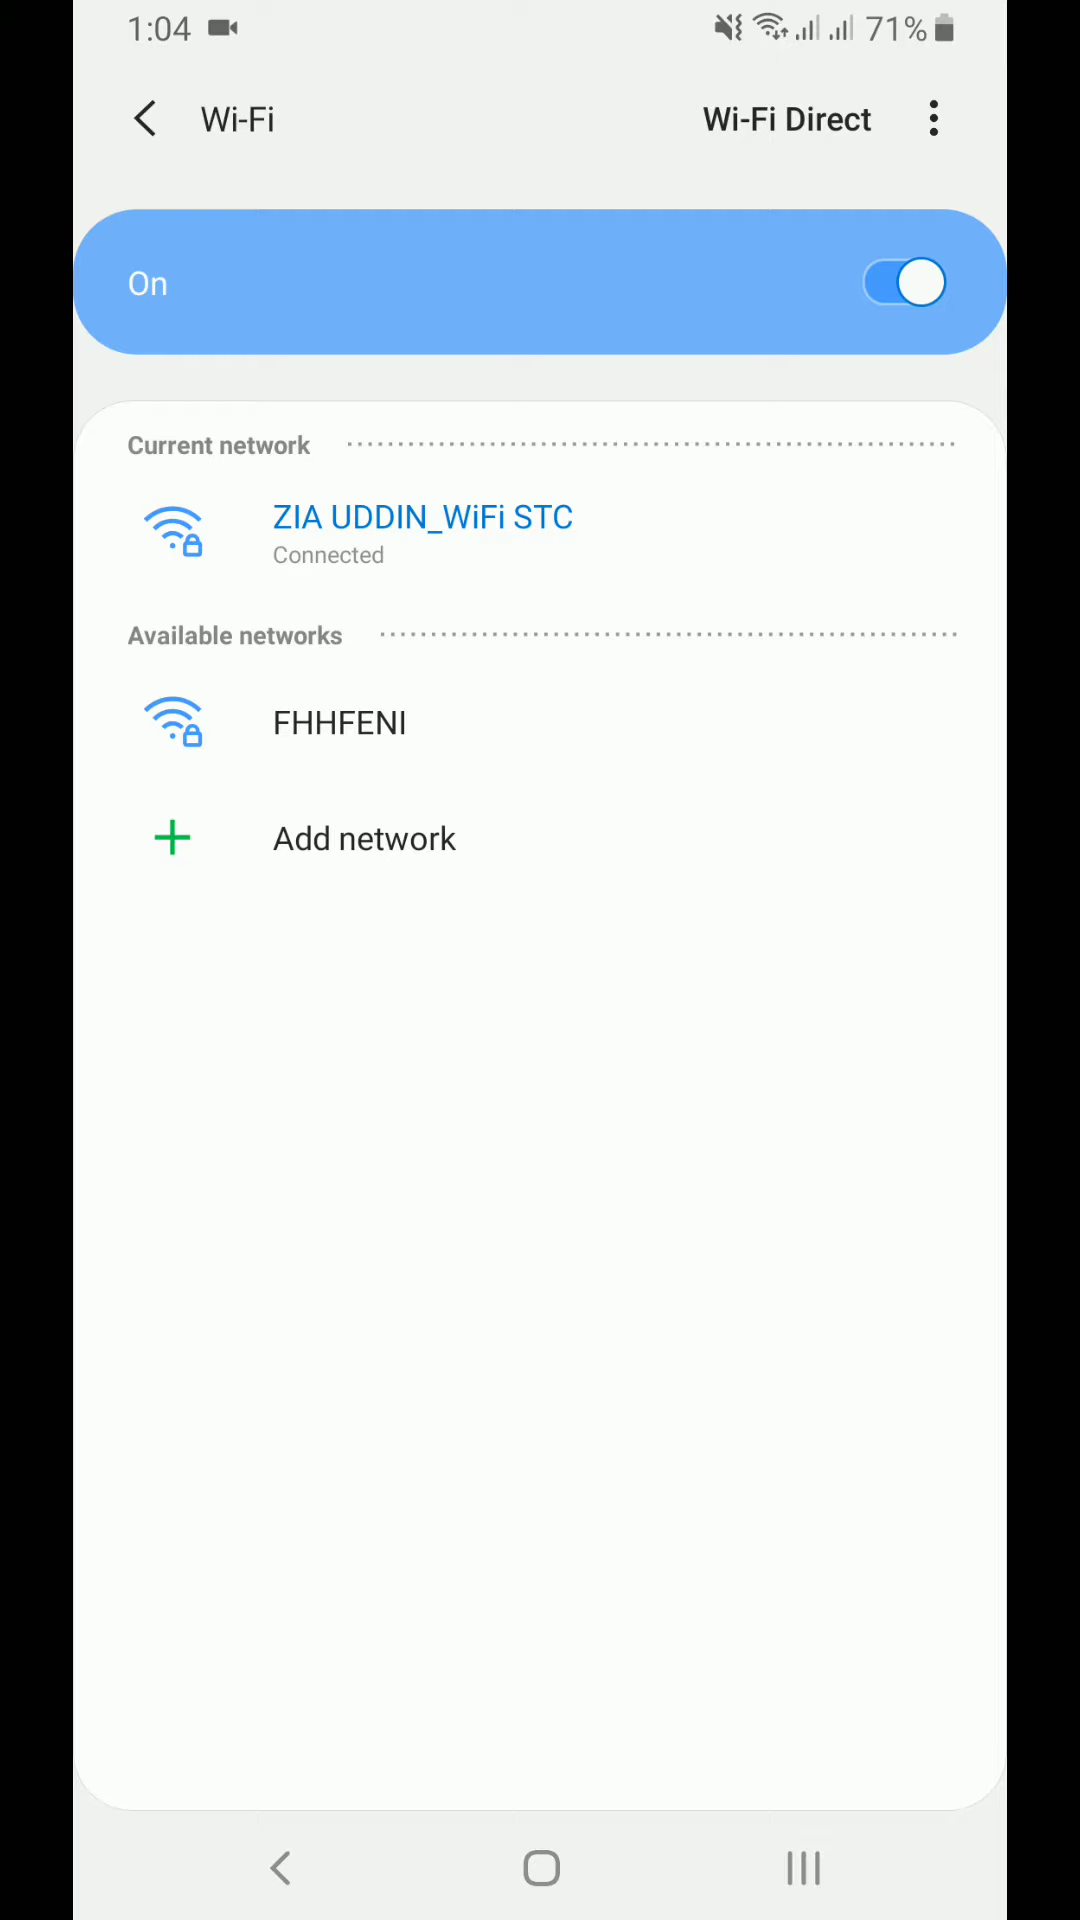 1:04 71%
Wi-Fi Wi-Fi Direct
On
Current network
ZIA UDDIN_WiFi STC
Connected
Available networks
FHHFENI
Add network